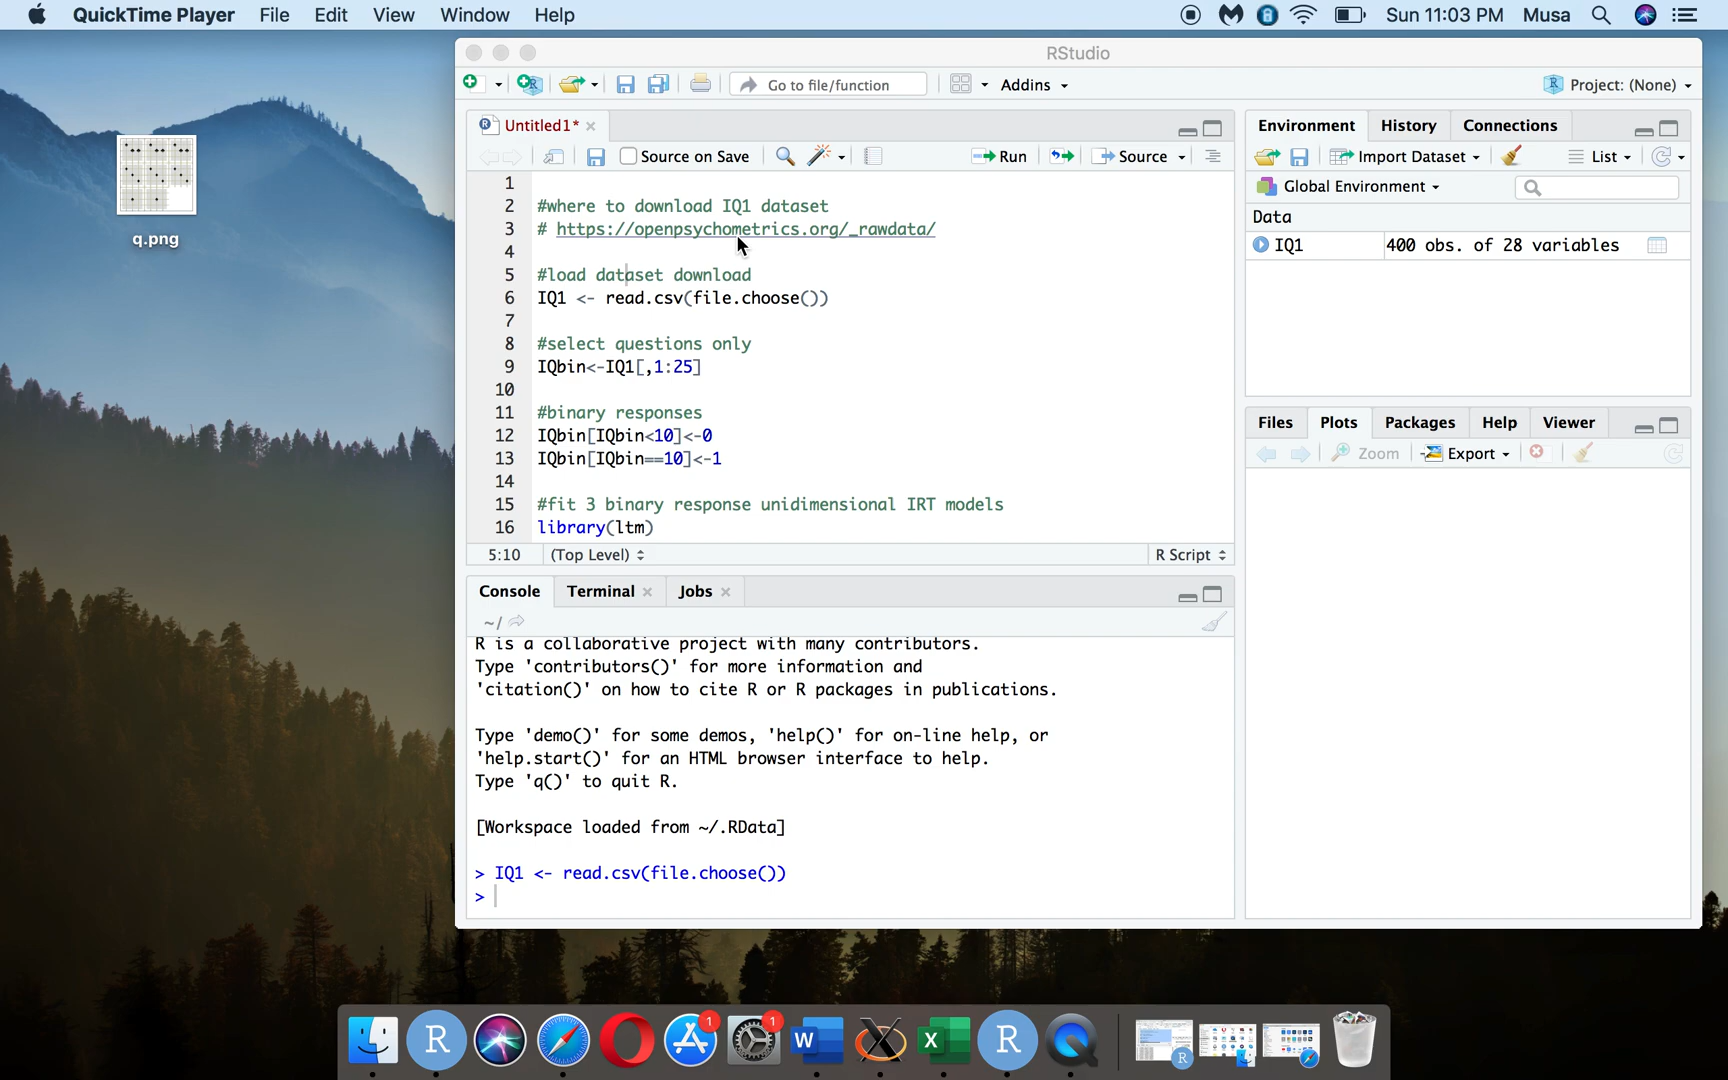 QuickTime Player File Edit View Window Help Sun 11:03 PM Musa
q.png
RStudio
Go to file/function Addins Project: (None)
Untitled1*
Source on Save Run Source
1
2 #where to download IQ1 dataset
3 # https://openpsychometrics.org/_rawdata/
4
5 #load dataset download
6 IQ1 <- read.csv(file.choose())
7
8 #select questions only
9 IQbin<-IQ1[,1:25]
10
11 #binary responses
12 IQbin[IQbin<10]<-0
13 IQbin[IQbin==10]<-1
14
15 #fit 3 binary response unidimensional IRT models
16 library(ltm)
5:10 (Top Level) R Script
Console Terminal Jobs
~/
R is a collaborative project with many contributors.
Type 'contributors()' for more information and
'citation()' on how to cite R or R packages in publications.
Type 'demo()' for some demos, 'help()' for on-line help, or
'help.start()' for an HTML browser interface to help.
Type 'q()' to quit R.
[Workspace loaded from ~/.RData]
> IQ1 <- read.csv(file.choose())
>
Environment History Connections
Import Dataset List
Global Environment
Data
IQ1 400 obs. of 28 variables
Files Plots Packages Help Viewer
Zoom Export
R 1 1 W X R R